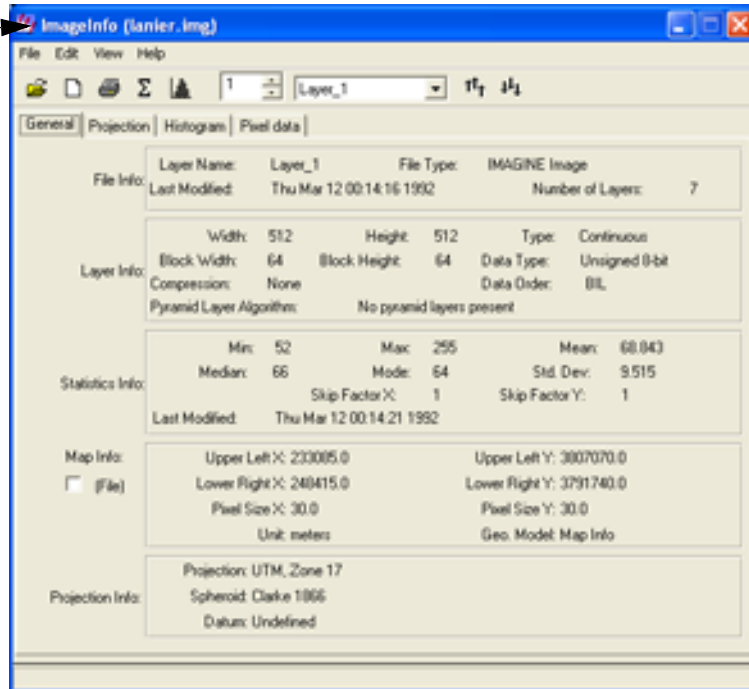 ImageInfo (lanier.img)
File Edit View Help
1 Layer_1
General Projection Histogram Pixel data
File Info:
Layer Name: Layer_1 File Type: IMAGINE Image
Last Modified: Thu Mar 12 00:14:16 1992 Number of Layers: 7
Layer Info:
Width: 512 Height: 512 Type: Continuous
Block Width: 64 Block Height: 64 Data Type: Unsigned 8-bit
Compression: None Data Order: BIL
Pyramid Layer Algorithm: No pyramid layers present
Statistics Info:
Min: 52 Max: 255 Mean: 68.843
Median: 66 Mode: 64 Std. Dev: 9.515
Skip Factor X: 1 Skip Factor Y: 1
Last Modified: Thu Mar 12 00:14:21 1992
Map Info:
(File)
Upper Left X: 233085.0 Upper Left Y: 3807070.0
Lower Right X: 248415.0 Lower Right Y: 3791740.0
Pixel Size X: 30.0 Pixel Size Y: 30.0
Unit: meters Geo. Model: Map Info
Projection Info:
Projection: UTM, Zone 17
Spheroid: Clarke 1866
Datum: Undefined